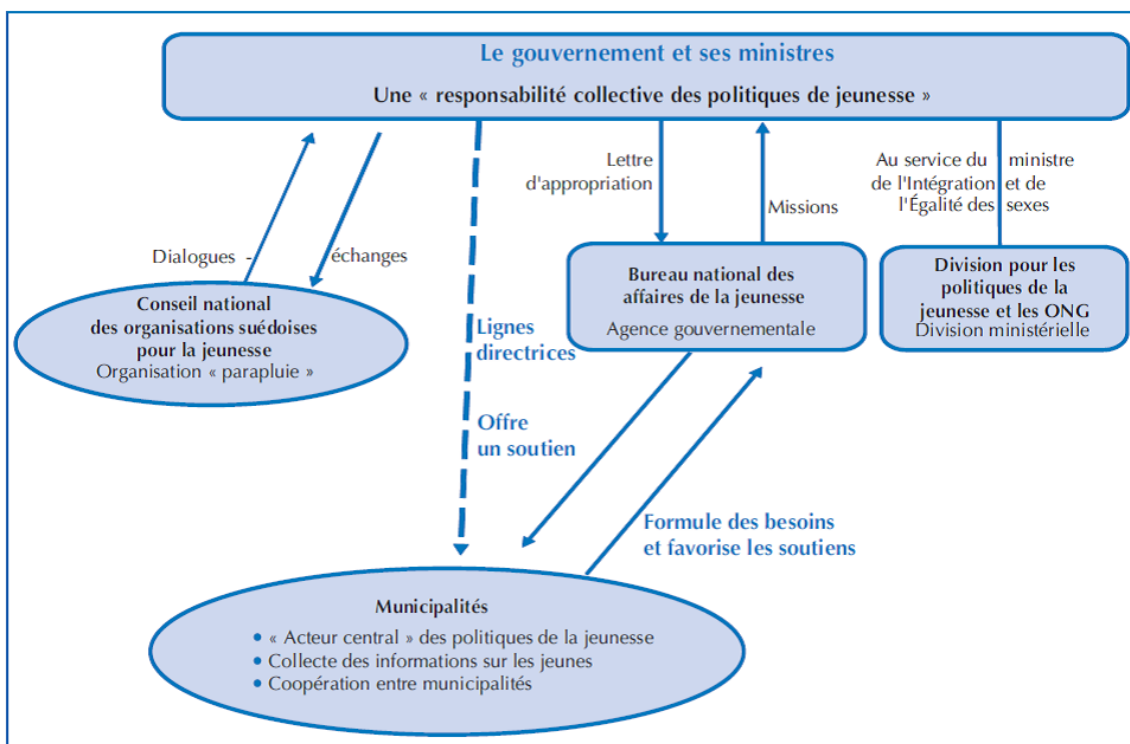 Le gouvernement et ses ministres
Une « responsabilité collective des politiques de jeunesse »
Lettre
d'appropriation
Missions
Au service du ministre
de l'Intégration et de
l'Égalité des sexes
Dialogues - échanges
Conseil national
des organisations suédoises
pour la jeunesse
Organisation « parapluie »
Bureau national des
affaires de la jeunesse
Agence gouvernementale
Division pour les
politiques de la
jeunesse et les ONG
Division ministérielle
Lignes
directrices
Offre
un soutien
Formule des besoins
et favorise les soutiens
Municipalités
• « Acteur central » des politiques de la jeunesse
• Collecte des informations sur les jeunes
• Coopération entre municipalités